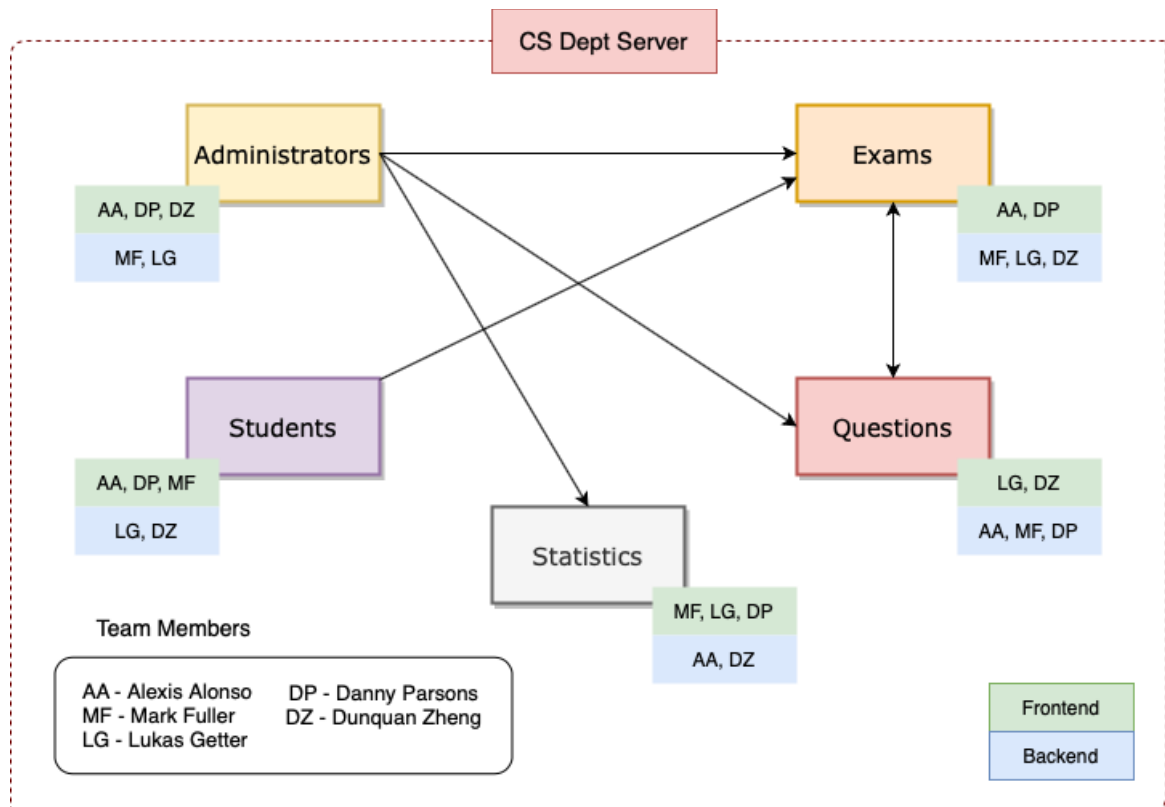 CS Dept Server
Administrators
AA, DP, DZ
MF, LG
Exams
AA, DP
MF, LG, DZ
Students
AA, DP, MF
LG, DZ
Questions
LG, DZ
AA, MF, DP
Statistics
MF, LG, DP
AA, DZ
Team Members
AA - Alexis Alonso
MF - Mark Fuller
LG - Lukas Getter
DP - Danny Parsons
DZ - Dunquan Zheng
Frontend
Backend